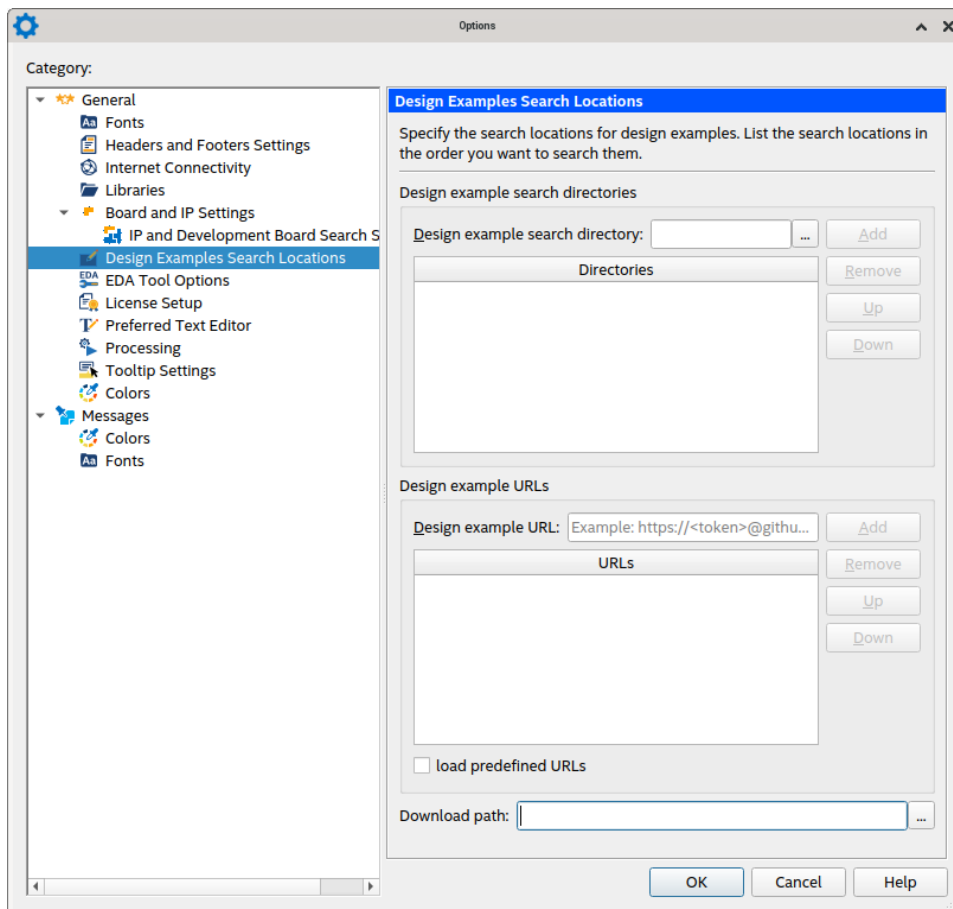 Options
Category:
General
Aa Fonts
Headers and Footers Settings
Internet Connectivity
Libraries
Board and IP Settings
IP and Development Board Search S
Design Examples Search Locations
EDA EDA Tool Options
License Setup
T Preferred Text Editor
Processing
Tooltip Settings
Colors
Messages
Colors
Aa Fonts
Design Examples Search Locations
Specify the search locations for design examples. List the search locations in
the order you want to search them.
Design example search directories
Design example search directory: ... Add
Directories
Remove
Up
Down
Design example URLs
Design example URL: Example: https://<token>@githu... Add
URLs
Remove
Up
Down
load predefined URLs
Download path: ...
OK Cancel Help